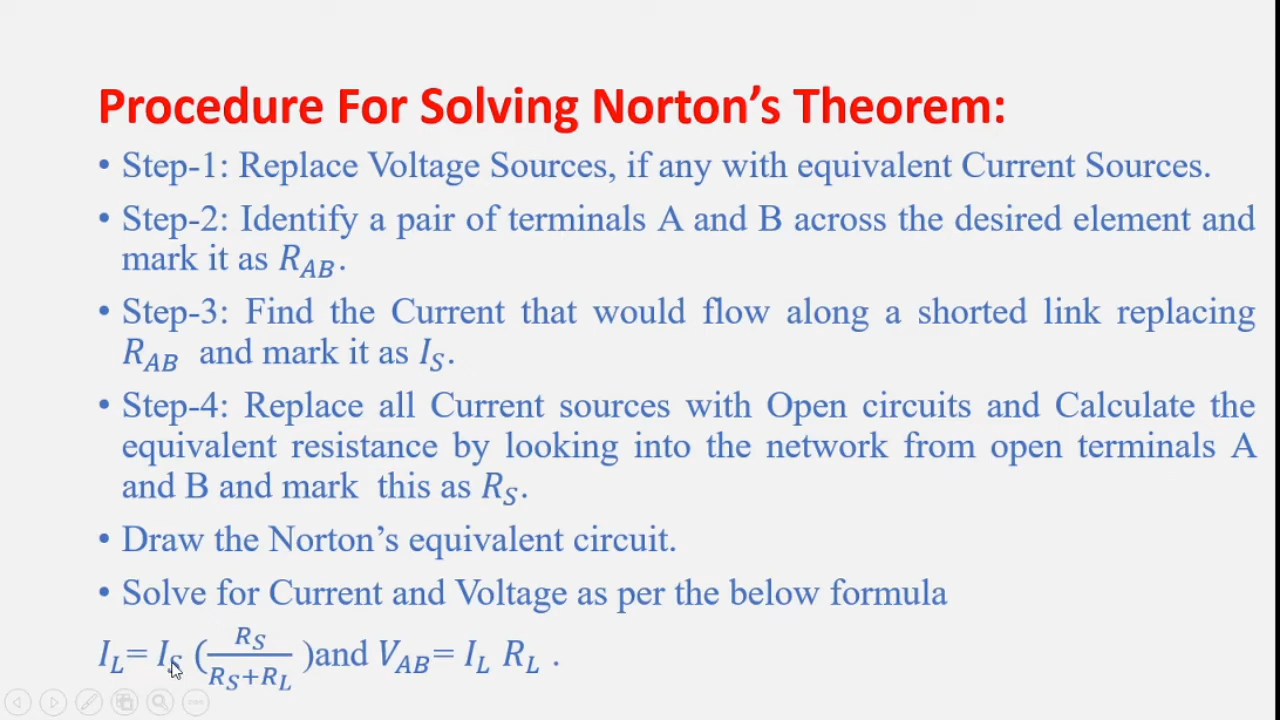 Procedure For Solving Norton’s Theorem:
• Step-1: Replace Voltage Sources, if any with equivalent Current Sources.
• Step-2: Identify a pair of terminals A and B across the desired element and
mark it as R_AB.
• Step-3: Find the Current that would flow along a shorted link replacing
R_AB and mark it as I_S.
• Step-4: Replace all Current sources with Open circuits and Calculate the
equivalent resistance by looking into the network from open terminals A
and B and mark this as R_S.
• Draw the Norton’s equivalent circuit.
• Solve for Current and Voltage as per the below formula
I_L= I_S (R_S/(R_S+R_L)) and V_AB= I_L R_L .